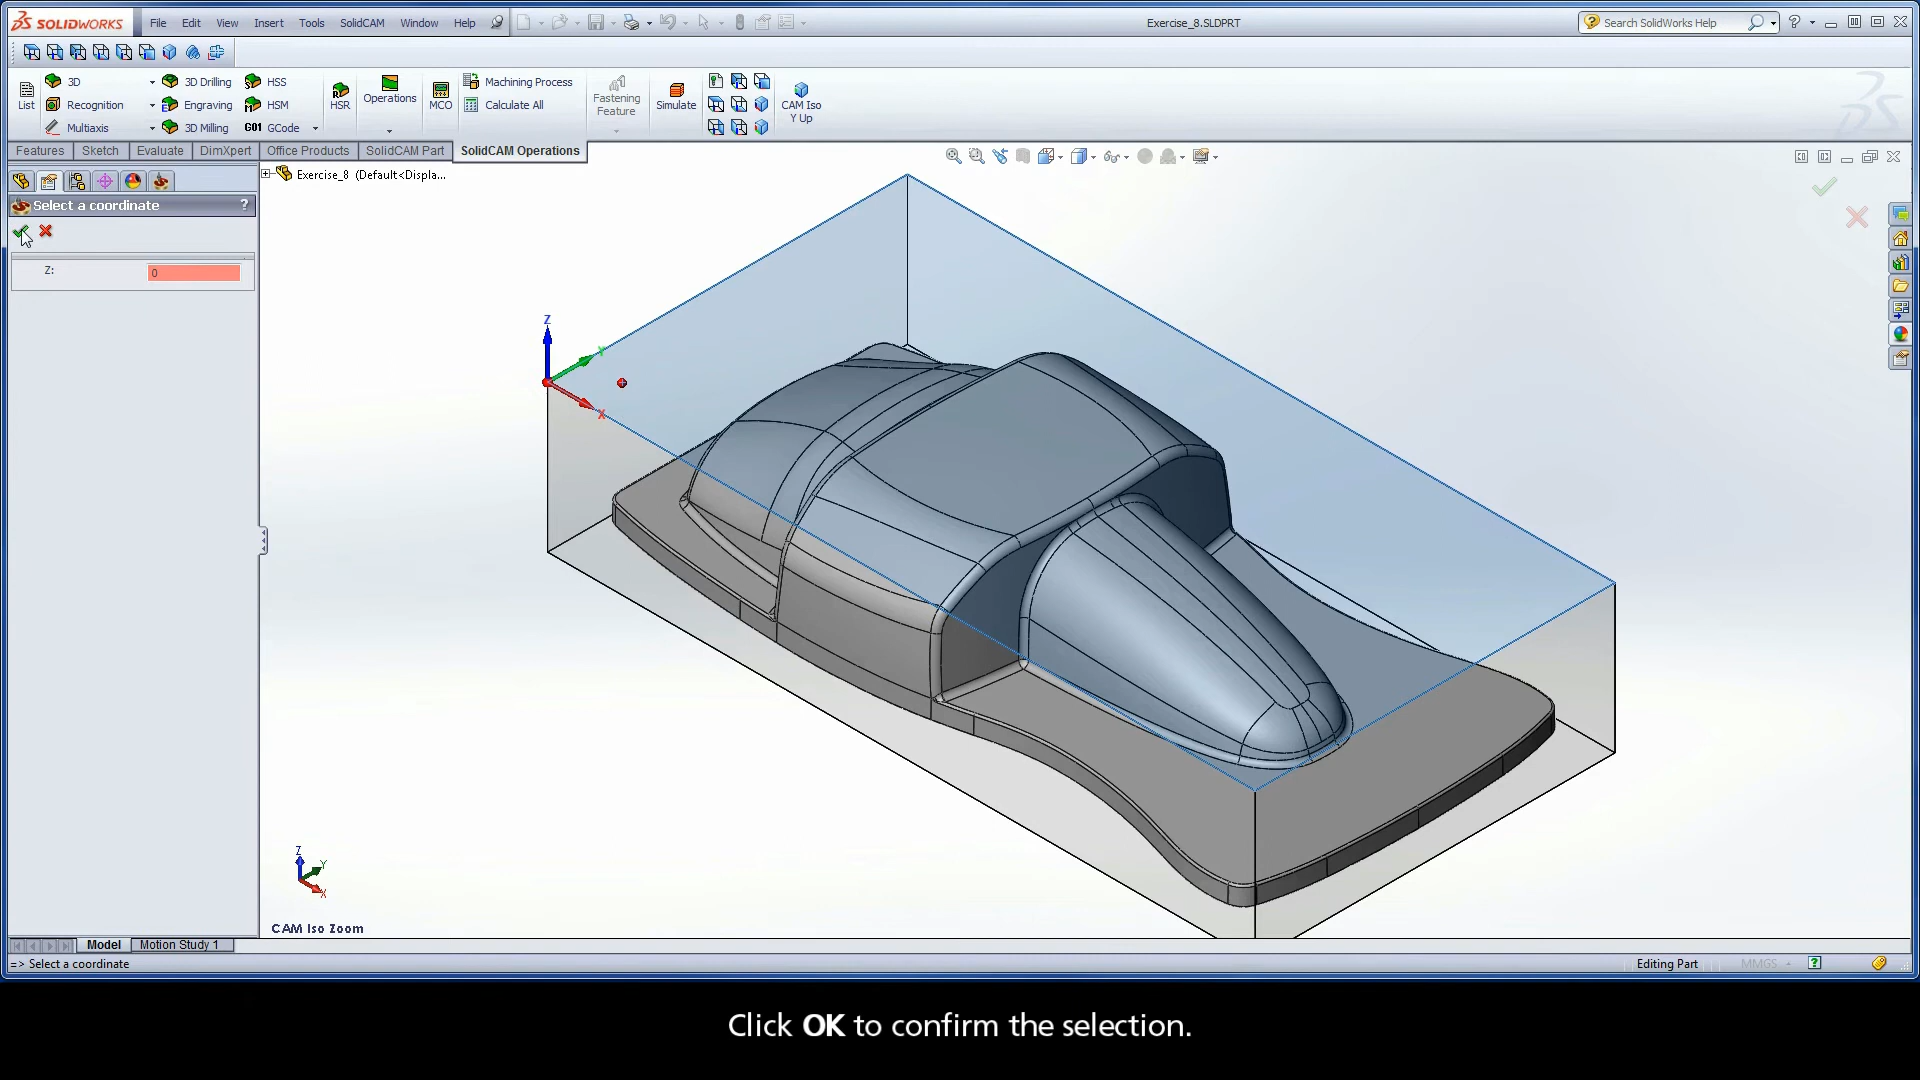 SOLIDWORKS File Edit View Insert Tools SolidCAM Window Help Exercise_8.SLDPRT Search SolidWorks Help
3D 3D Drilling HSS Machining Process
List Recognition Engraving HSM HSR Operations MCO Calculate All Fastening Feature Simulate CAM Iso Y Up
Multiaxis 3D Milling G01 GCode
Features Sketch Evaluate DimXpert Office Products SolidCAM Part SolidCAM Operations
Exercise_8 (Default<Displa...
Select a coordinate ?
Z: 0
Z
Y
X
Z
Y
X
CAM Iso Zoom
Model Motion Study 1
=> Select a coordinate Editing Part MMGS
Click OK to confirm the selection.